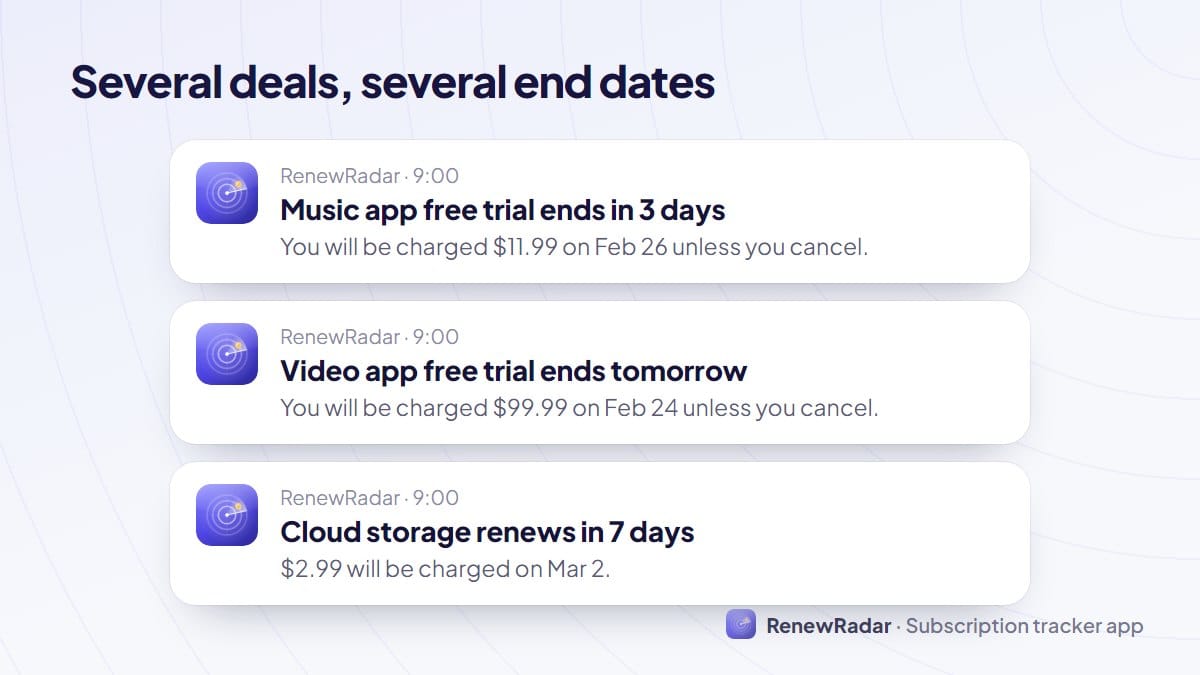 Several deals, several end dates
RenewRadar · 9:00
Music app free trial ends in 3 days
You will be charged $11.99 on Feb 26 unless you cancel.
RenewRadar · 9:00
Video app free trial ends tomorrow
You will be charged $99.99 on Feb 24 unless you cancel.
RenewRadar · 9:00
Cloud storage renews in 7 days
$2.99 will be charged on Mar 2.
RenewRadar · Subscription tracker app